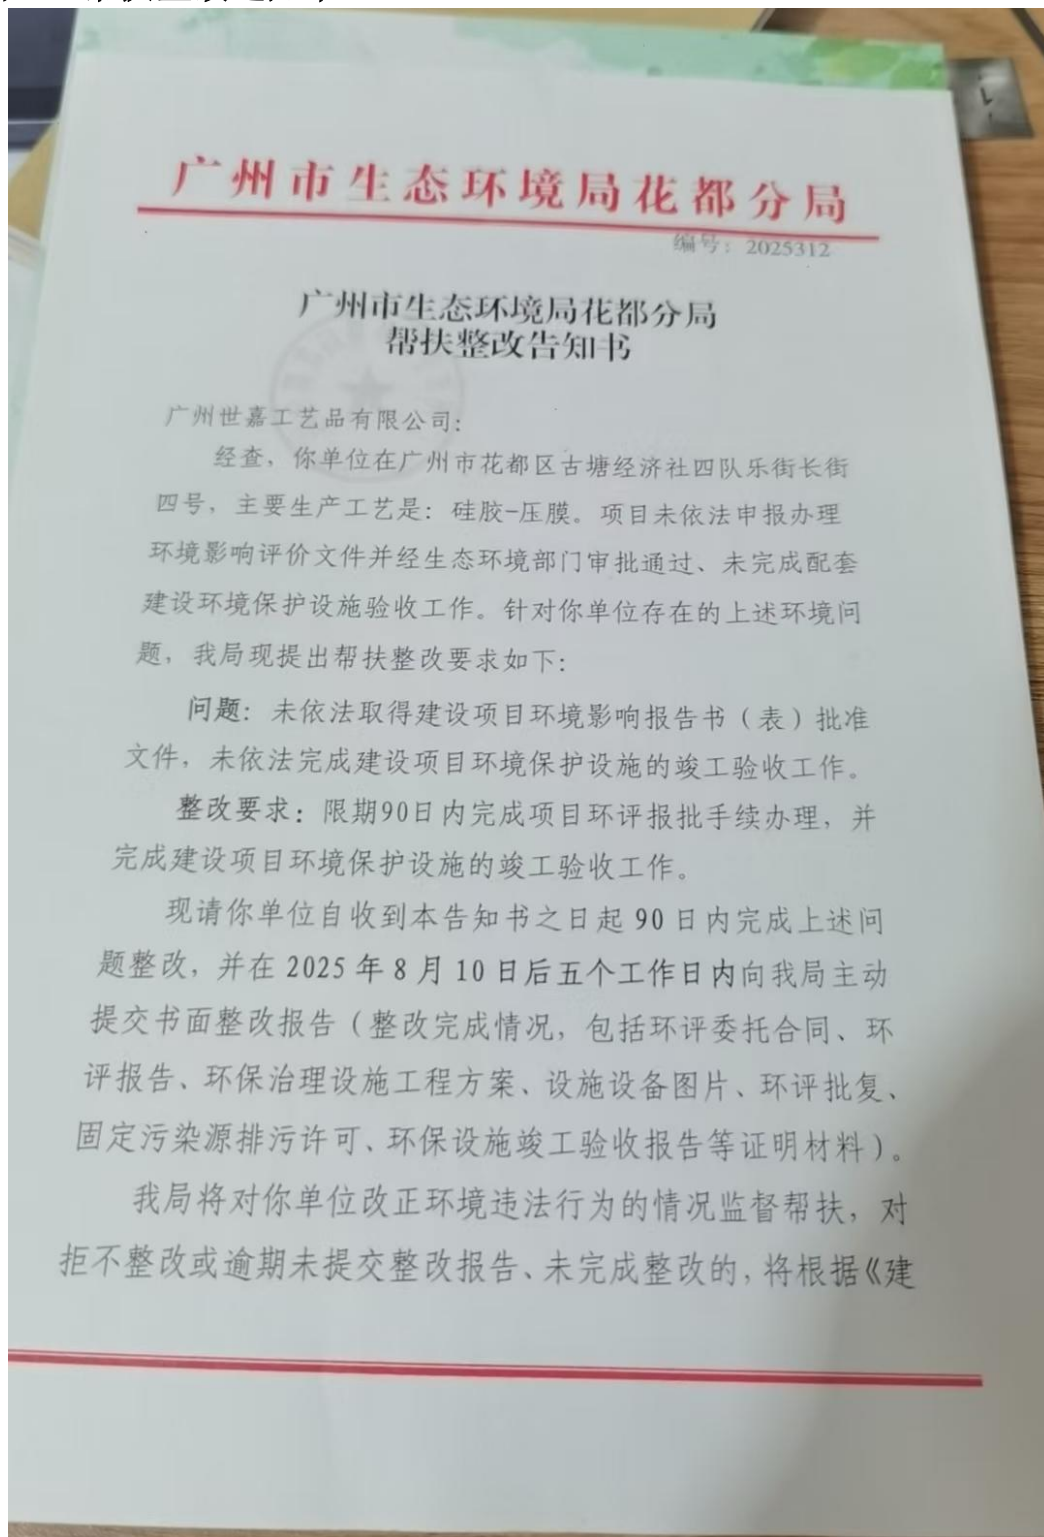 广州市生态环境局花都分局
编号：2025312
广州市生态环境局花都分局
帮扶整改告知书
广州世嘉工艺品有限公司：
经查，你单位在广州市花都区古塘经济社四队乐街长街
四号，主要生产工艺是：硅胶-压膜。项目未依法申报办理
环境影响评价文件并经生态环境部门审批通过、未完成配套
建设环境保护设施验收工作。针对你单位存在的上述环境问
题，我局现提出帮扶整改要求如下：
问题：未依法取得建设项目环境影响报告书（表）批准
文件，未依法完成建设项目环境保护设施的竣工验收工作。
整改要求：限期90日内完成项目环评报批手续办理，并
完成建设项目环境保护设施的竣工验收工作。
现请你单位自收到本告知书之日起 90 日内完成上述问
题整改，并在 2025 年 8 月 10 日后五个工作日内向我局主动
提交书面整改报告（整改完成情况，包括环评委托合同、环
评报告、环保治理设施工程方案、设施设备图片、环评批复、
固定污染源排污许可、环保设施竣工验收报告等证明材料）。
我局将对你单位改正环境违法行为的情况监督帮扶，对
拒不整改或逾期未提交整改报告、未完成整改的，将根据《建